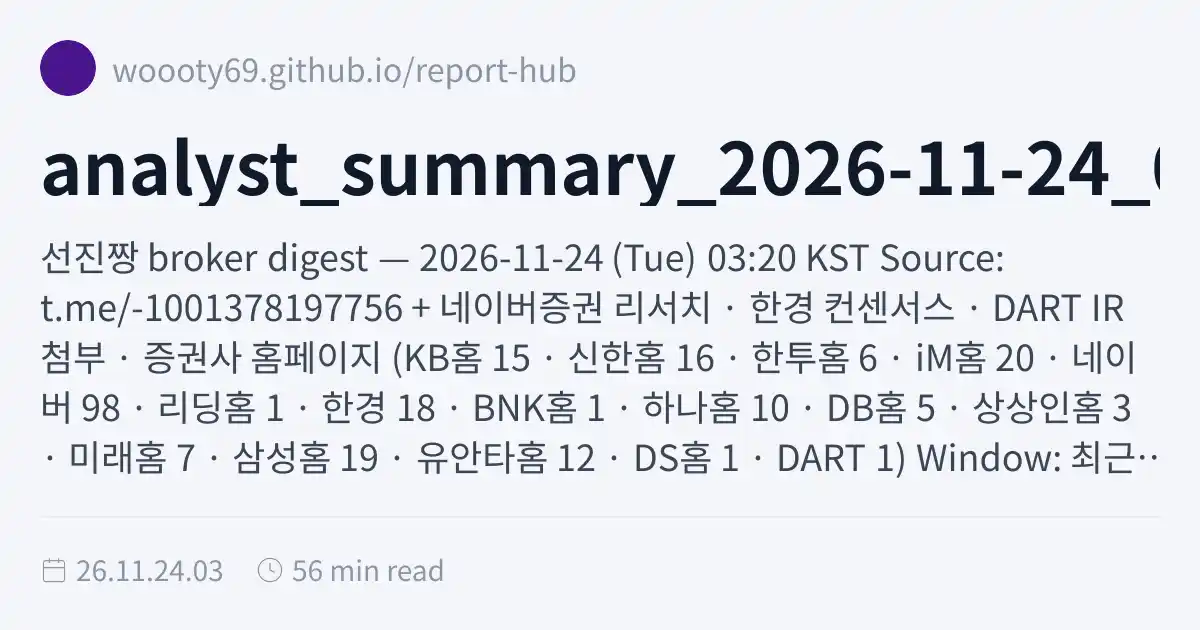 woooty69.github.io/report-hub
analyst_summary_2026-11-24_
선진짱 broker digest — 2026-11-24 (Tue) 03:20 KST Source:
t.me/-1001378197756 + 네이버증권 리서치 · 한경 컨센서스 · DART IR
첨부 · 증권사 홈페이지 (KB홈 15 · 신한홈 16 · 한투홈 6 · iM홈 20 · 네이
버 98 · 리딩홈 1 · 한경 18 · BNK홈 1 · 하나홈 10 · DB홈 5 · 상상인홈 3
· 미래홈 7 · 삼성홈 19 · 유안타홈 12 · DS홈 1 · DART 1) Window: 최근…
26.11.24.03
56 min read